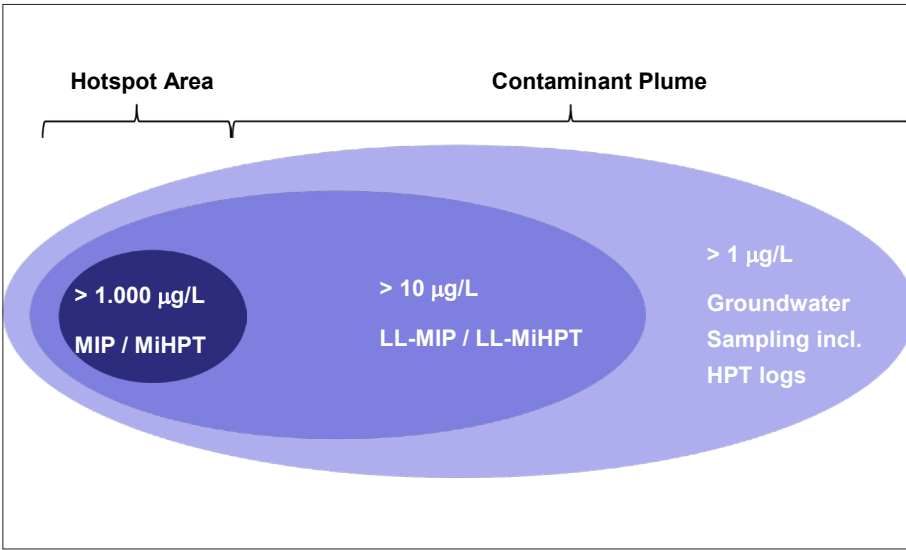 Hotspot Area
Contaminant Plume
> 1.000 μg/L
MIP / MiHPT
> 10 μg/L
LL-MIP / LL-MiHPT
> 1 μg/L
Groundwater
Sampling incl.
HPT logs